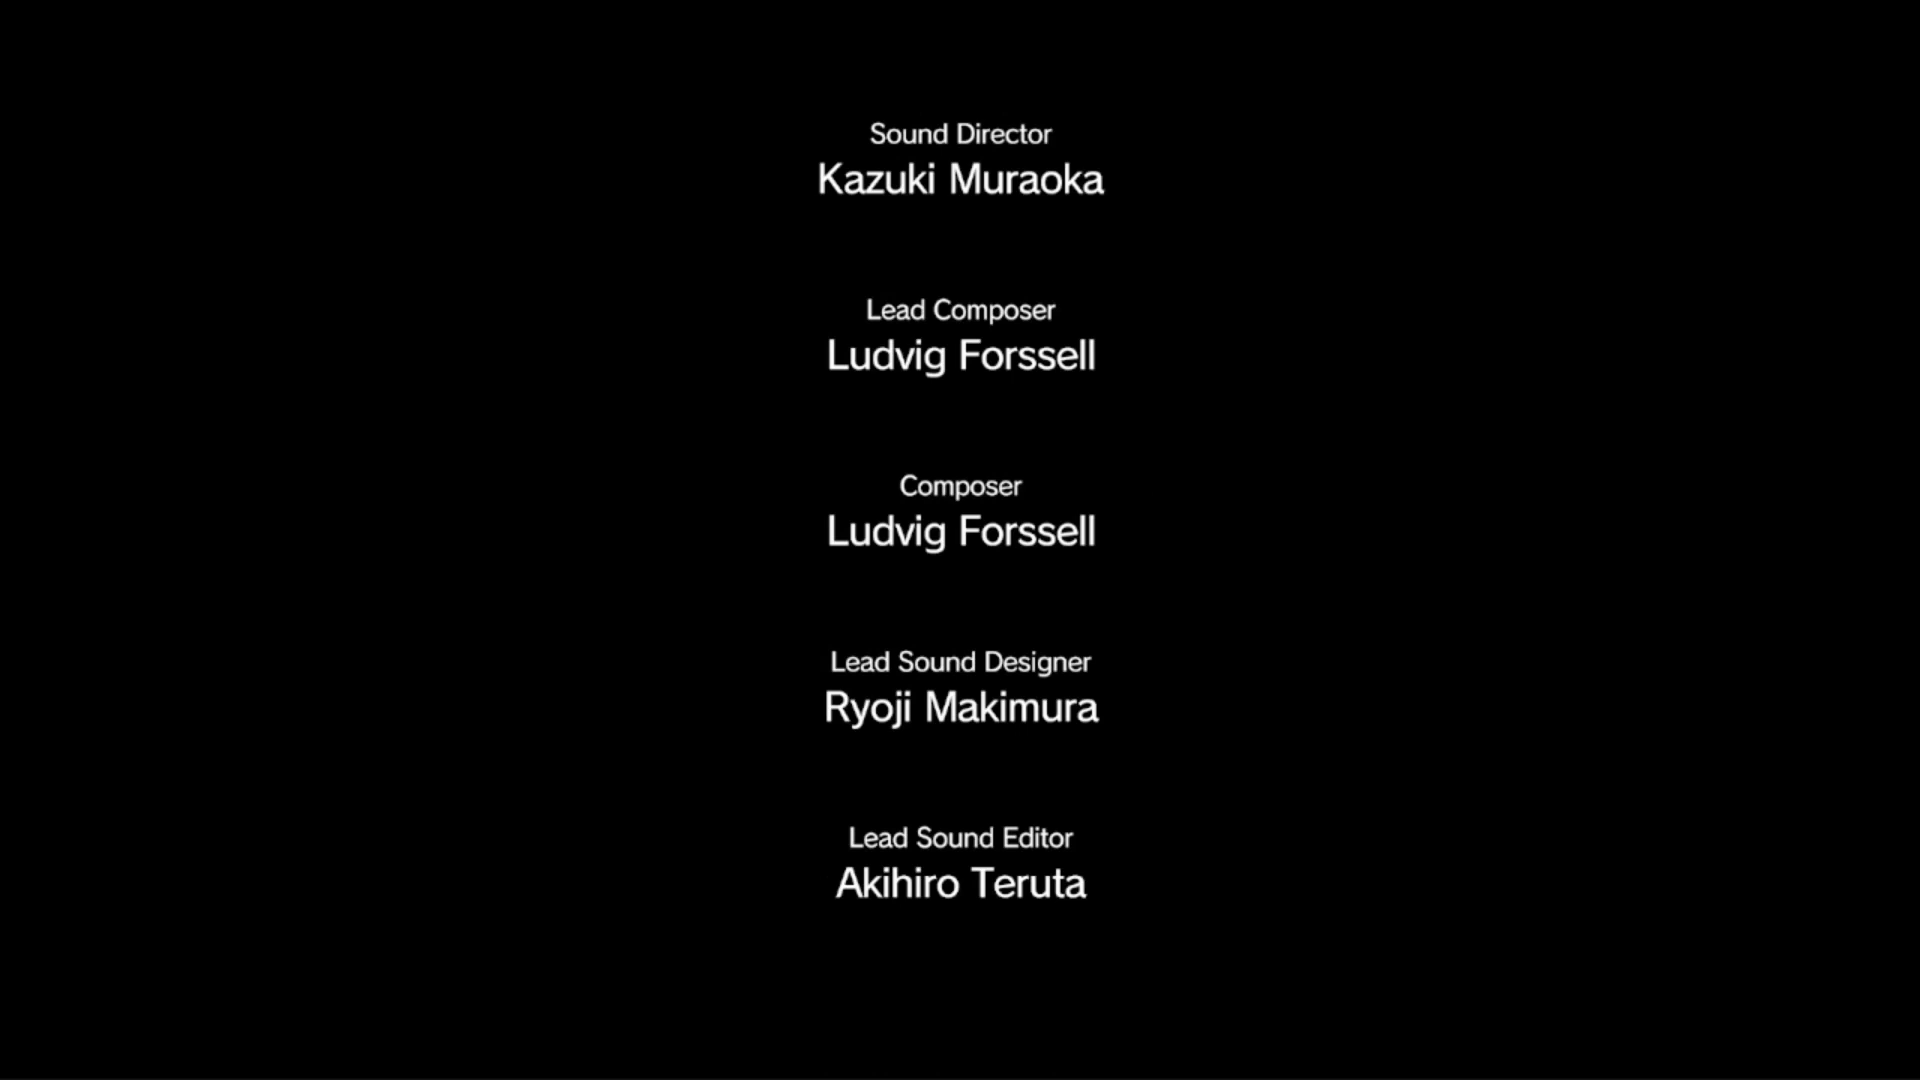 Sound Director
Kazuki Muraoka
Lead Composer
Ludvig Forssell
Composer
Ludvig Forssell
Lead Sound Designer
Ryoji Makimura
Lead Sound Editor
Akihiro Teruta